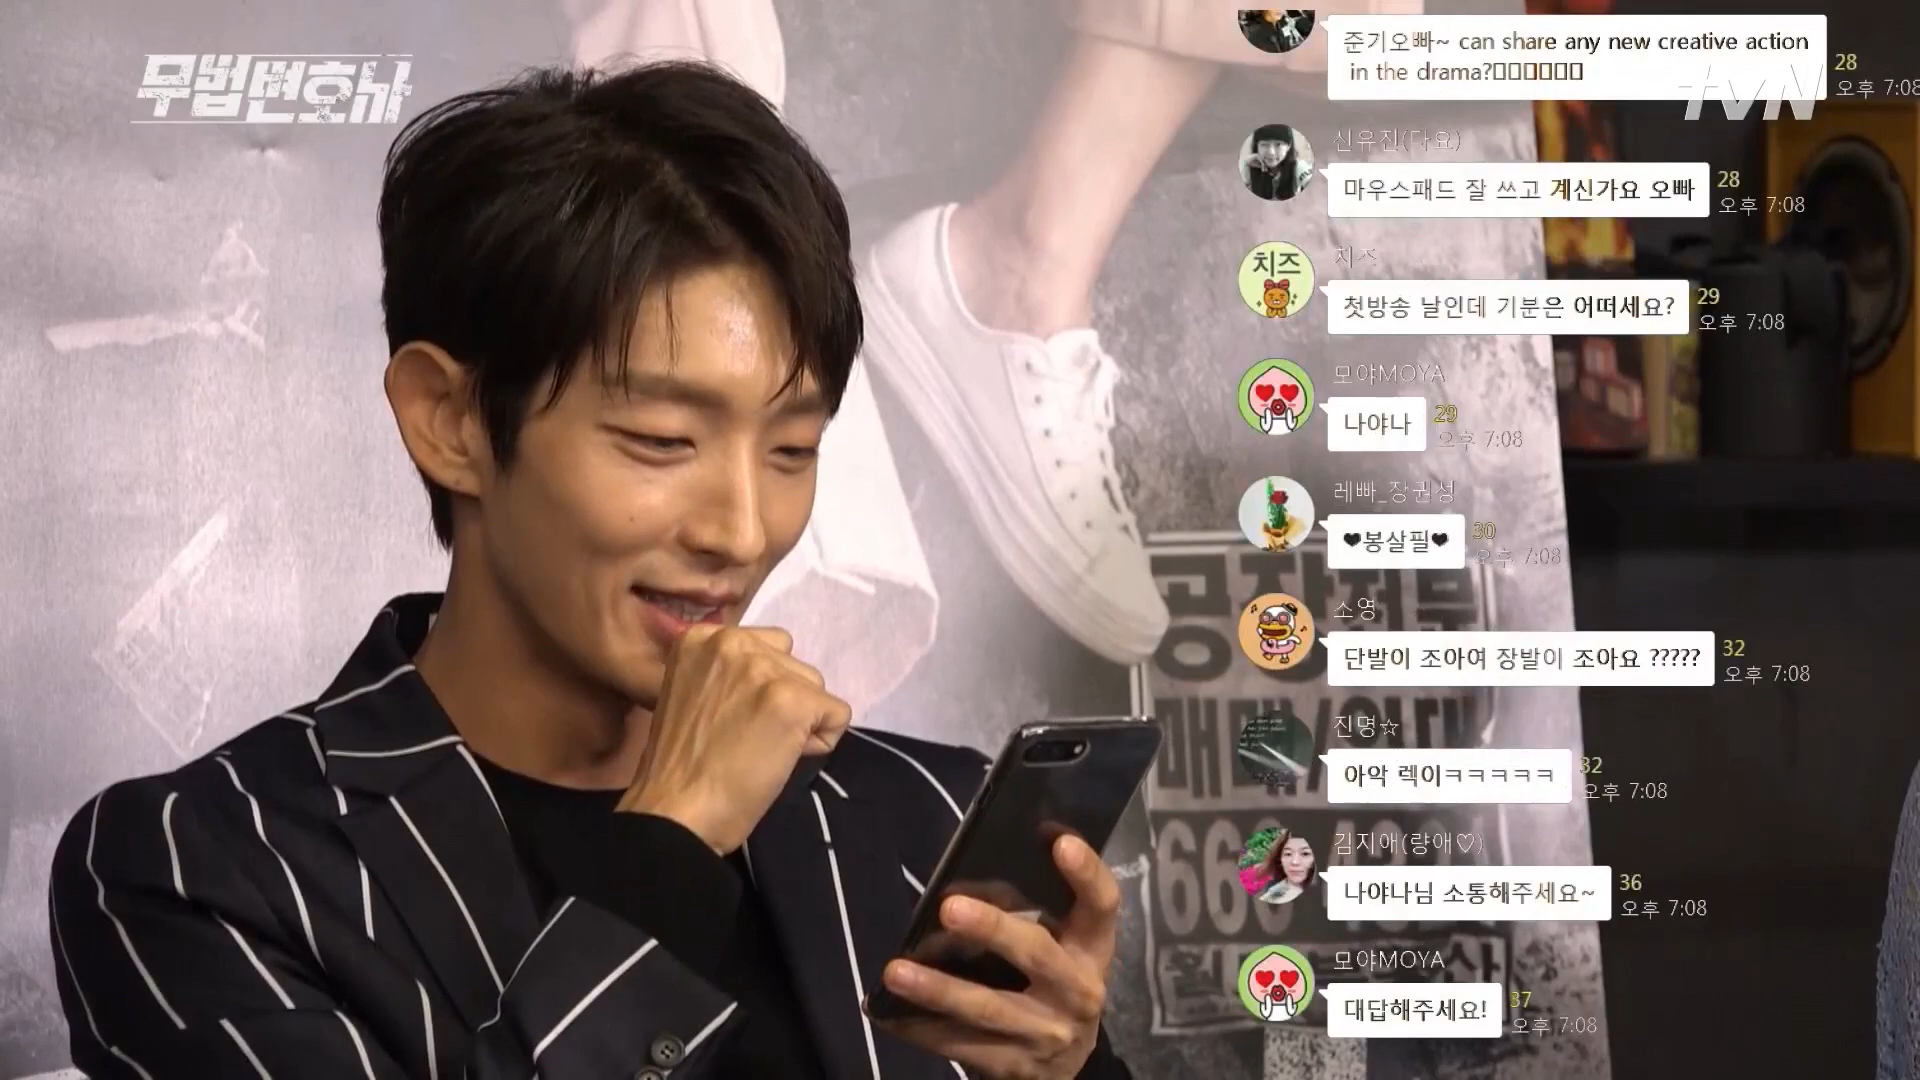 무법변호사
tvN
준기오빠~ can share any new creative action
in the drama?
28
오후 7:08
신유진(다요)
마우스패드 잘 쓰고 계신가요 오빠
28
오후 7:08
치즈
치즈
첫방송 날인데 기분은 어떠세요?
29
오후 7:08
모야MOYA
나야나
29
오후 7:08
레빠_장권성
❤봉살필❤
30
오후 7:08
소영
단발이 조아여 장발이 조아요 ?????
32
오후 7:08
진명☆
아악 렉이ㅋㅋㅋㅋㅋ
32
오후 7:08
김지애(량애♡)
나야나님 소통해주세요~
36
오후 7:08
모야MOYA
대답해주세요!
37
오후 7:08
공장전문
매매/임대